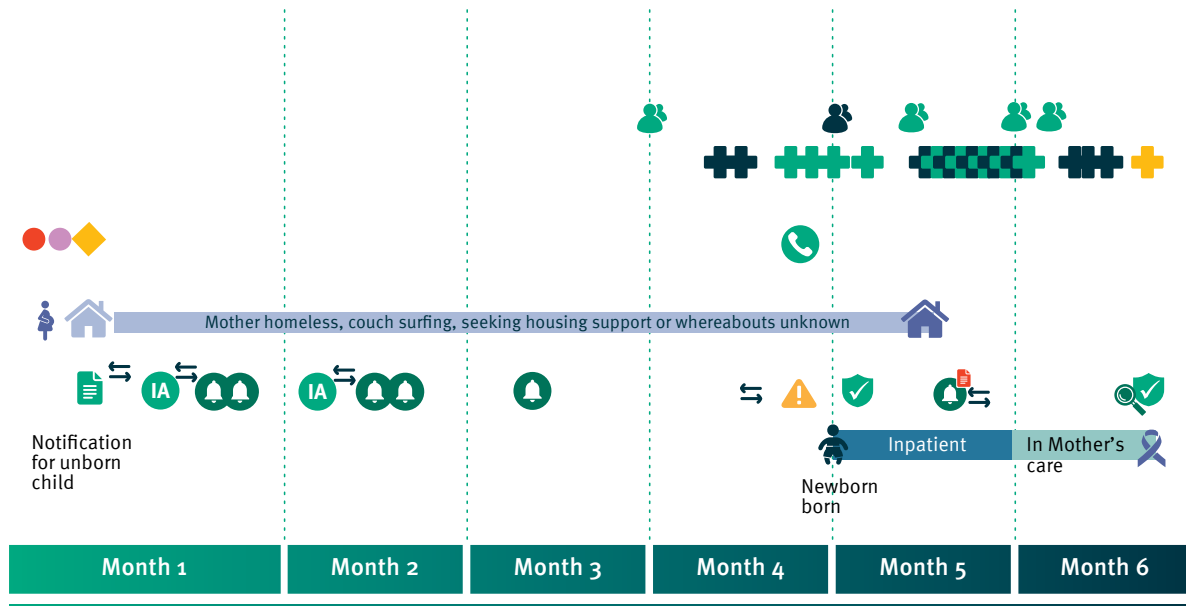 Mother homeless, couch surfing, seeking housing support or whereabouts unknown
IA
IA
Notification
for unborn
child
Inpatient
In Mother's
care
Newborn
born
Month 1
Month 2
Month 3
Month 4
Month 5
Month 6